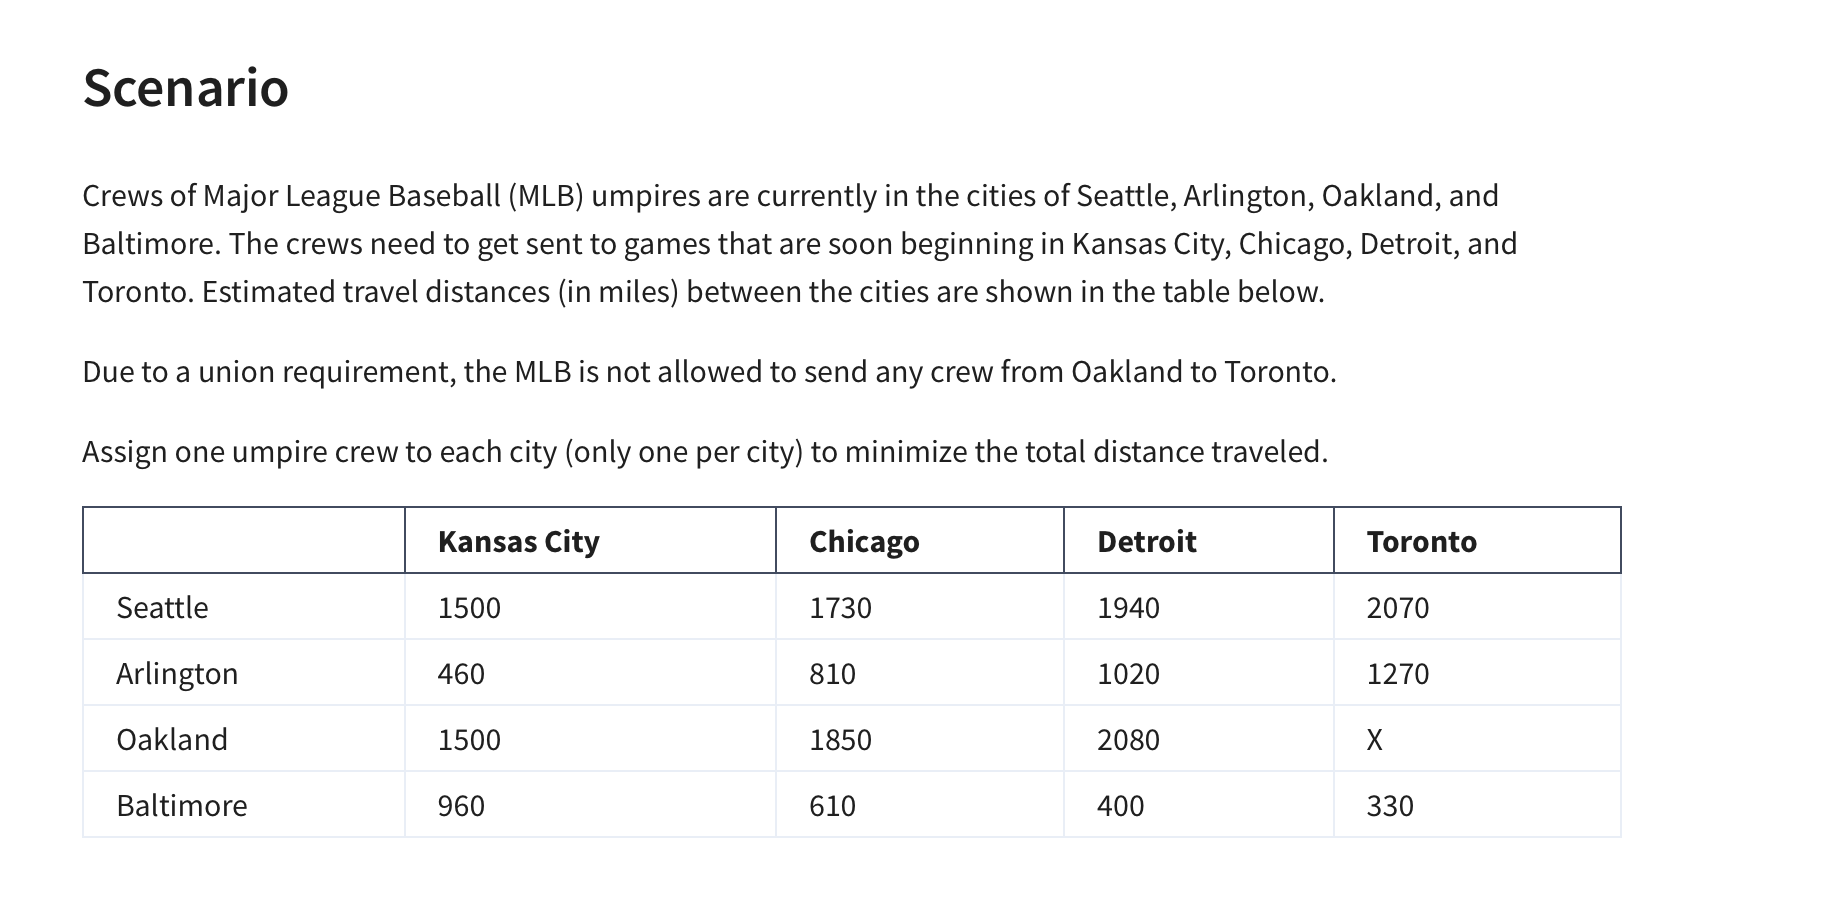 Scenario
Crews of Major League Baseball (MLB) umpires are currently in the cities of Seattle, Arlington, Oakland, and
Baltimore. The crews need to get sent to games that are soon beginning in Kansas City, Chicago, Detroit, and
Toronto. Estimated travel distances (in miles) between the cities are shown in the table below.
Due to a union requirement, the MLB is not allowed to send any crew from Oakland to Toronto.
Assign one umpire crew to each city (only one per city) to minimize the total distance traveled.
Kansas City Chicago Detroit Toronto
Seattle 1500 1730 1940 2070
Arlington 460 810 1020 1270
Oakland 1500 1850 2080 X
Baltimore 960 610 400 330